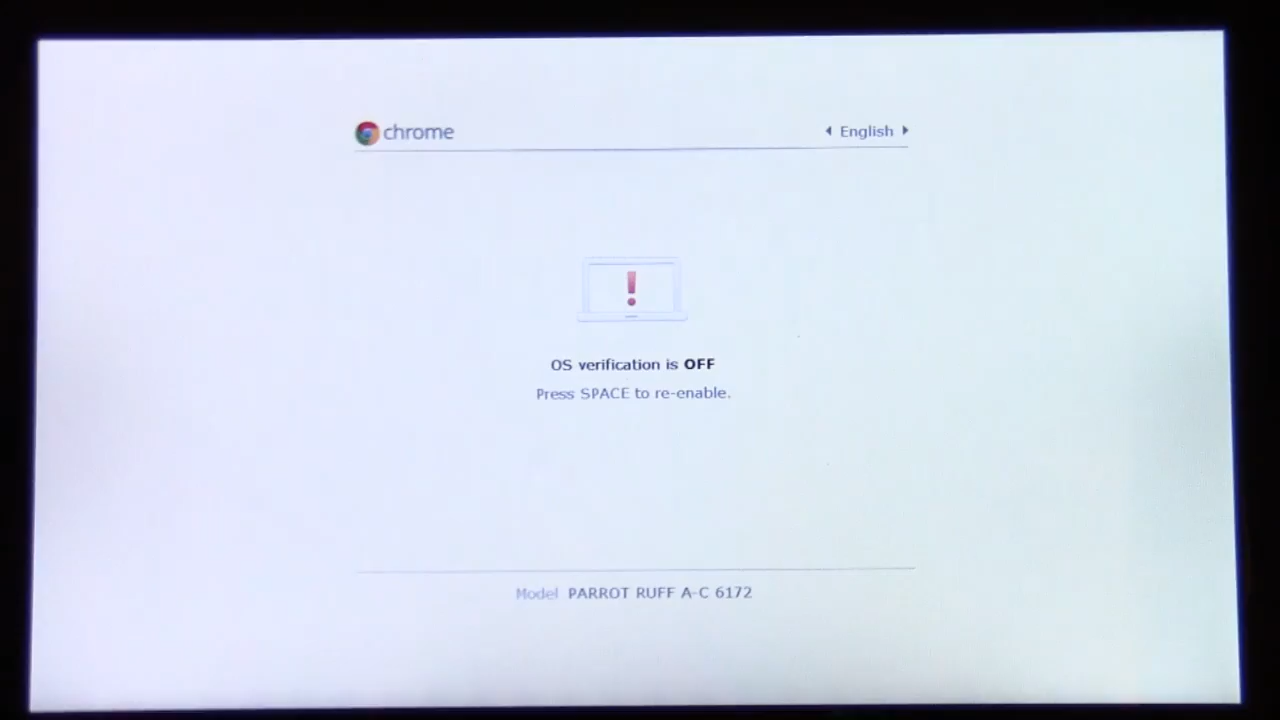 chrome
English
OS verification is OFF
Press SPACE to re-enable.
Model PARROT RUFF A-C 6172